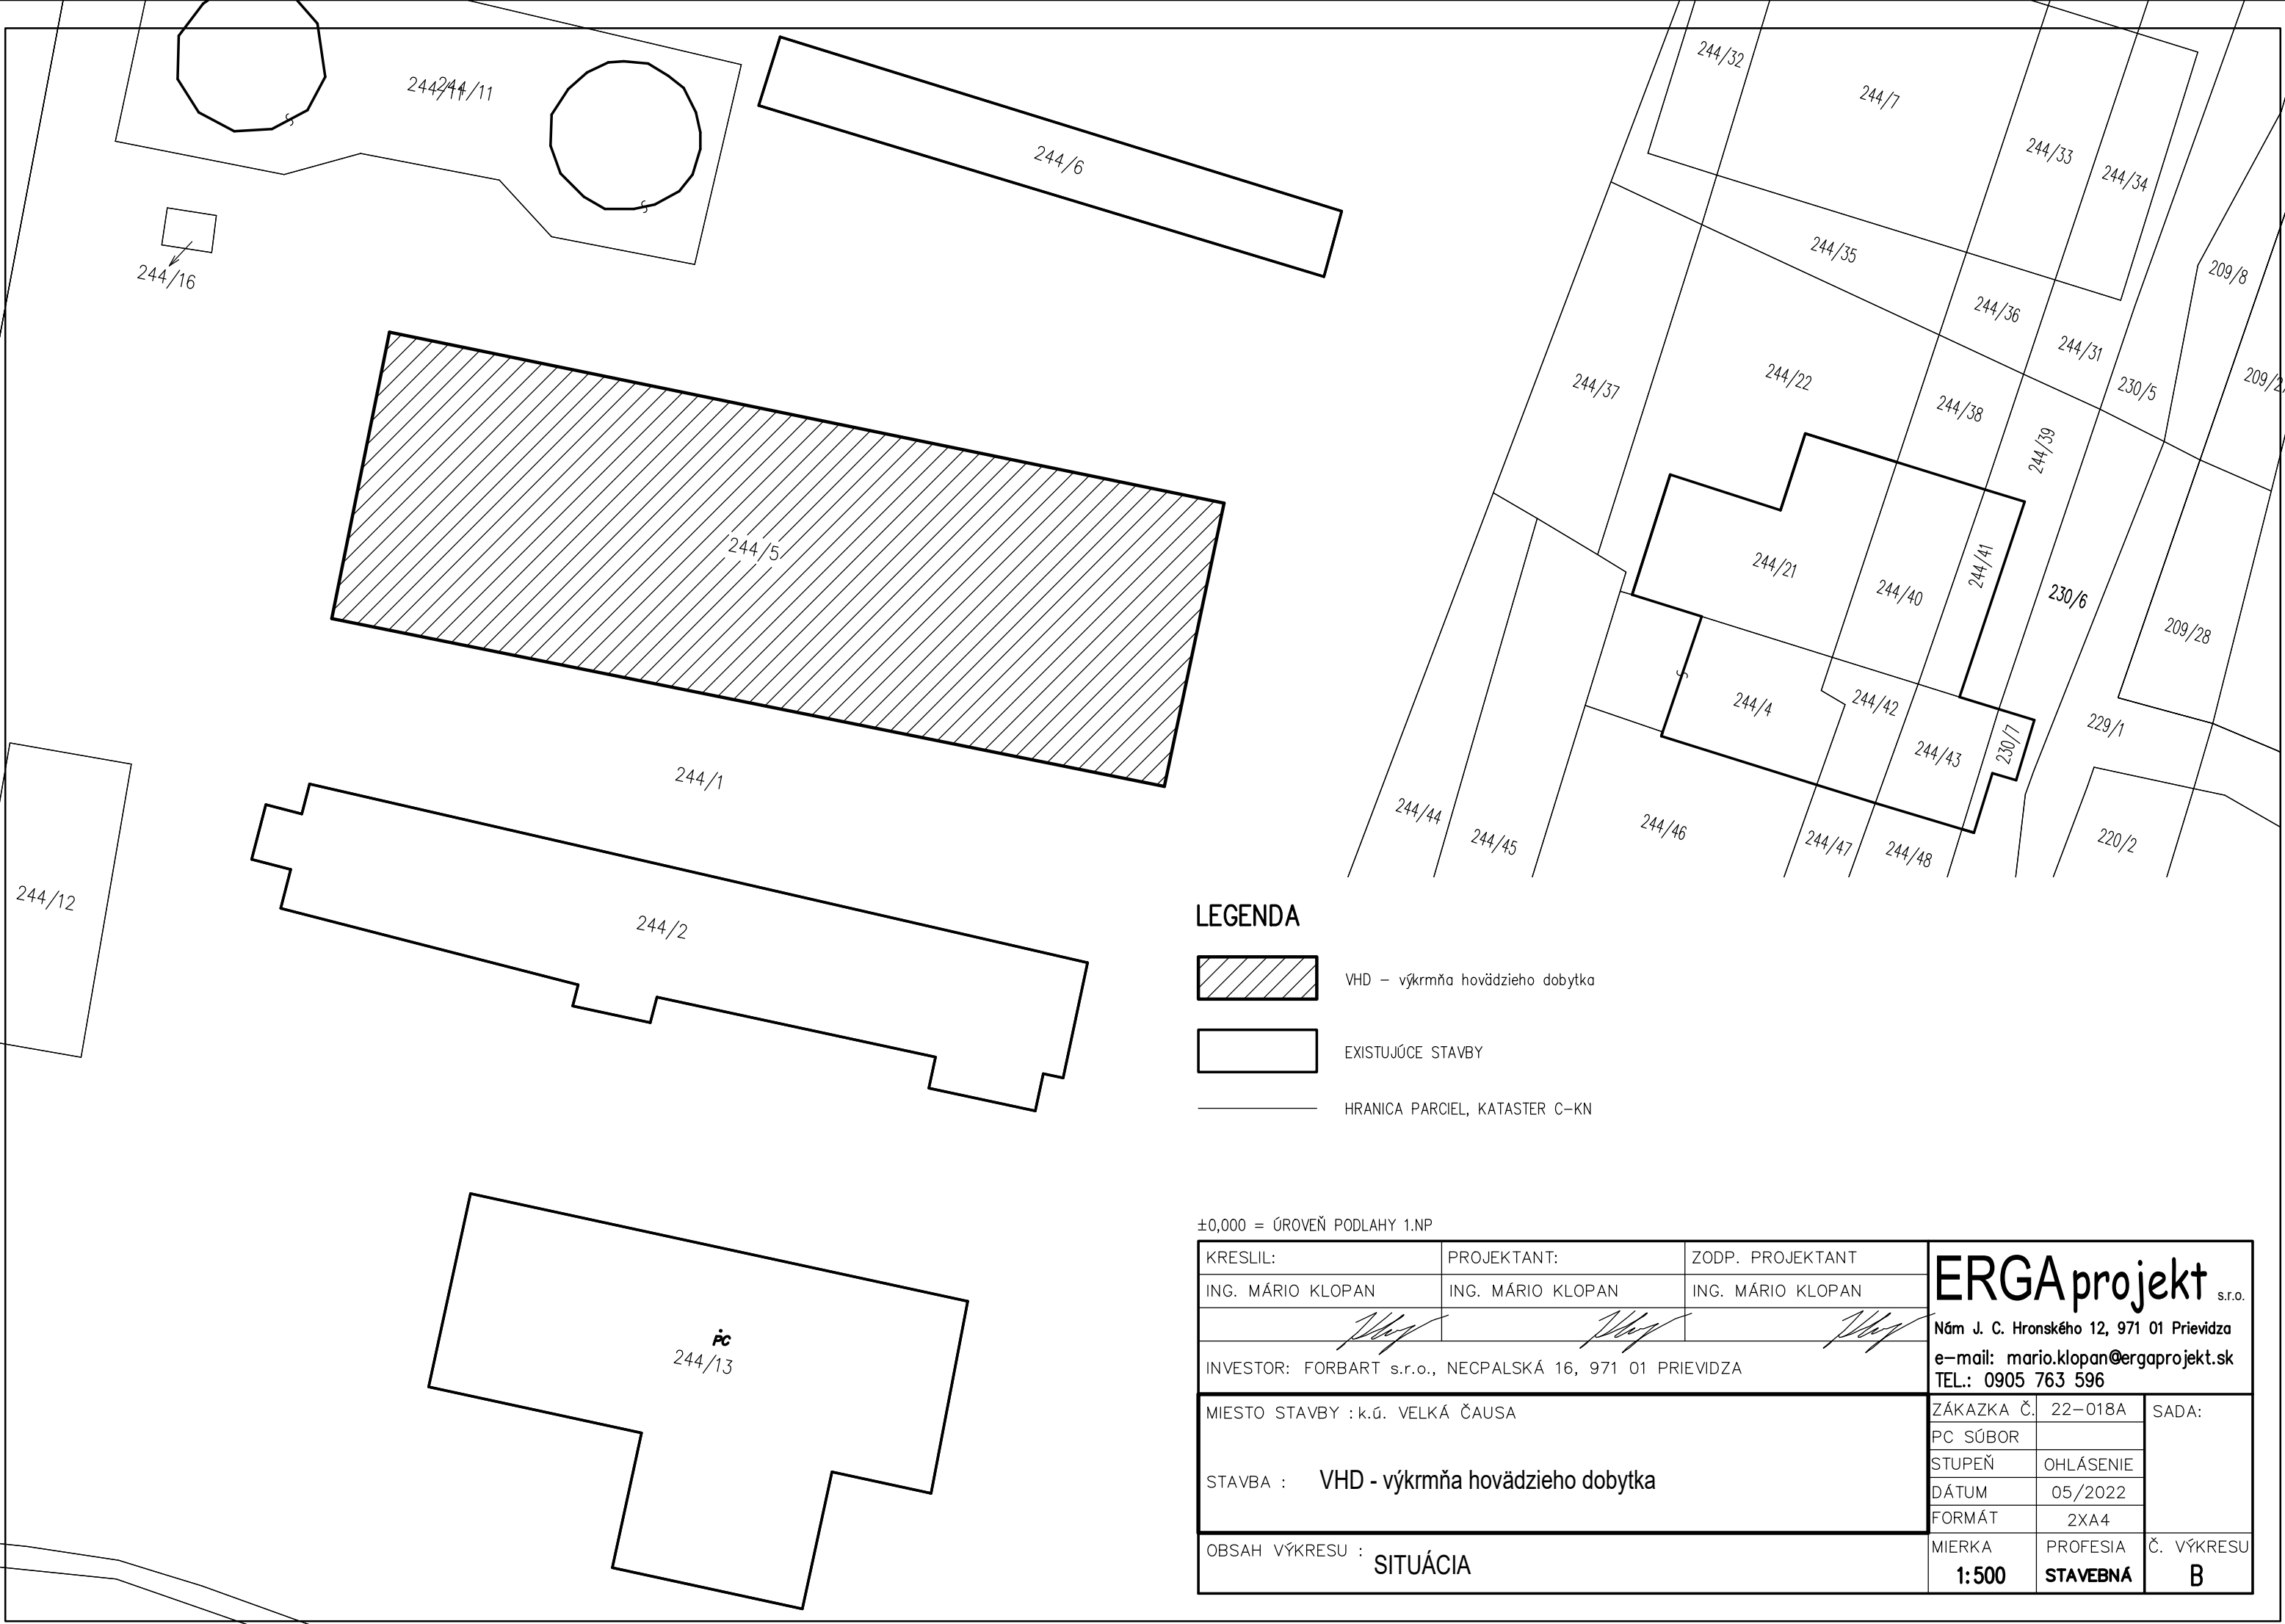 244/11
244/11
244/6
244/16
244/5
244/1
244/12
244/2
PC
244/13
244/32
244/7
244/33
244/34
244/35
209/8
244/36
244/31
230/5
244/37
244/22
244/38
244/39
244/21
244/40
244/41
230/6
209/28
244/4
244/42
244/43
230/7
229/1
244/44
244/45
244/46
244/47
244/48
220/2
LEGENDA
VHD – výkrmňa hovädzieho dobytka
EXISTUJÚCE STAVBY
HRANICA PARCIEL, KATASTER C–KN
±0,000 = ÚROVEŇ PODLAHY 1.NP
KRESLIL: PROJEKTANT: ZODP. PROJEKTANT
ING. MÁRIO KLOPAN ING. MÁRIO KLOPAN ING. MÁRIO KLOPAN
INVESTOR: FORBART s.r.o., NECPALSKÁ 16, 971 01 PRIEVIDZA
ERGAprojekt s.r.o.
Nám J. C. Hronského 12, 971 01 Prievidza
e–mail: mario.klopan@ergaprojekt.sk
TEL.: 0905 763 596
MIESTO STAVBY : k.ú. VELKÁ ČAUSA
STAVBA : VHD - výkrmňa hovädzieho dobytka
OBSAH VÝKRESU : SITUÁCIA
ZÁKAZKA Č. 22–018A SADA:
PC SÚBOR
STUPEŇ OHLÁSENIE
DÁTUM 05/2022
FORMÁT 2XA4
MIERKA PROFESIA Č. VÝKRESU
1:500 STAVEBNÁ B